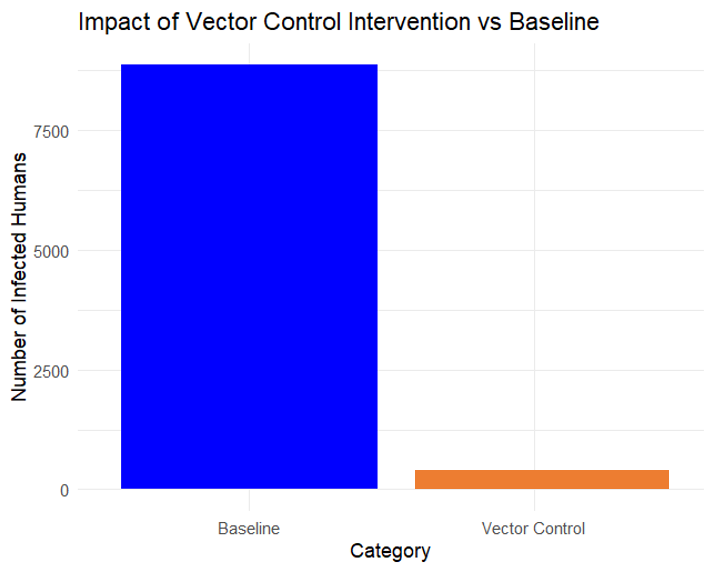 Impact of Vector Control Intervention vs Baseline
Number of Infected Humans
7500
5000
2500
0
Baseline
Vector Control
Category